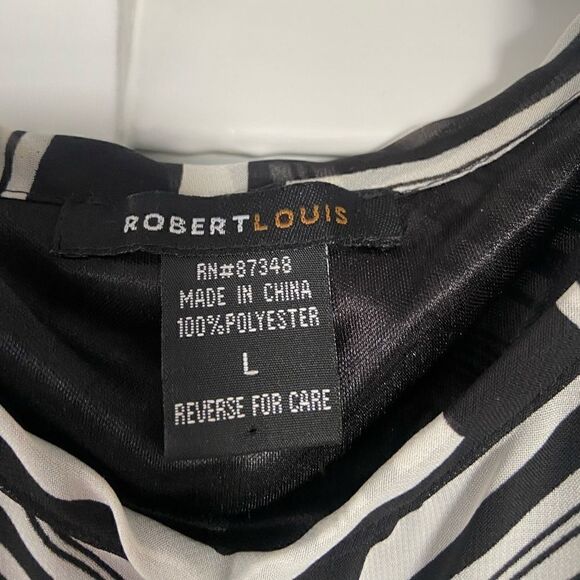 ROBERTLOUIS
RN#87348
MADE IN CHINA
100%POLYESTER
L
REVERSE FOR CARE